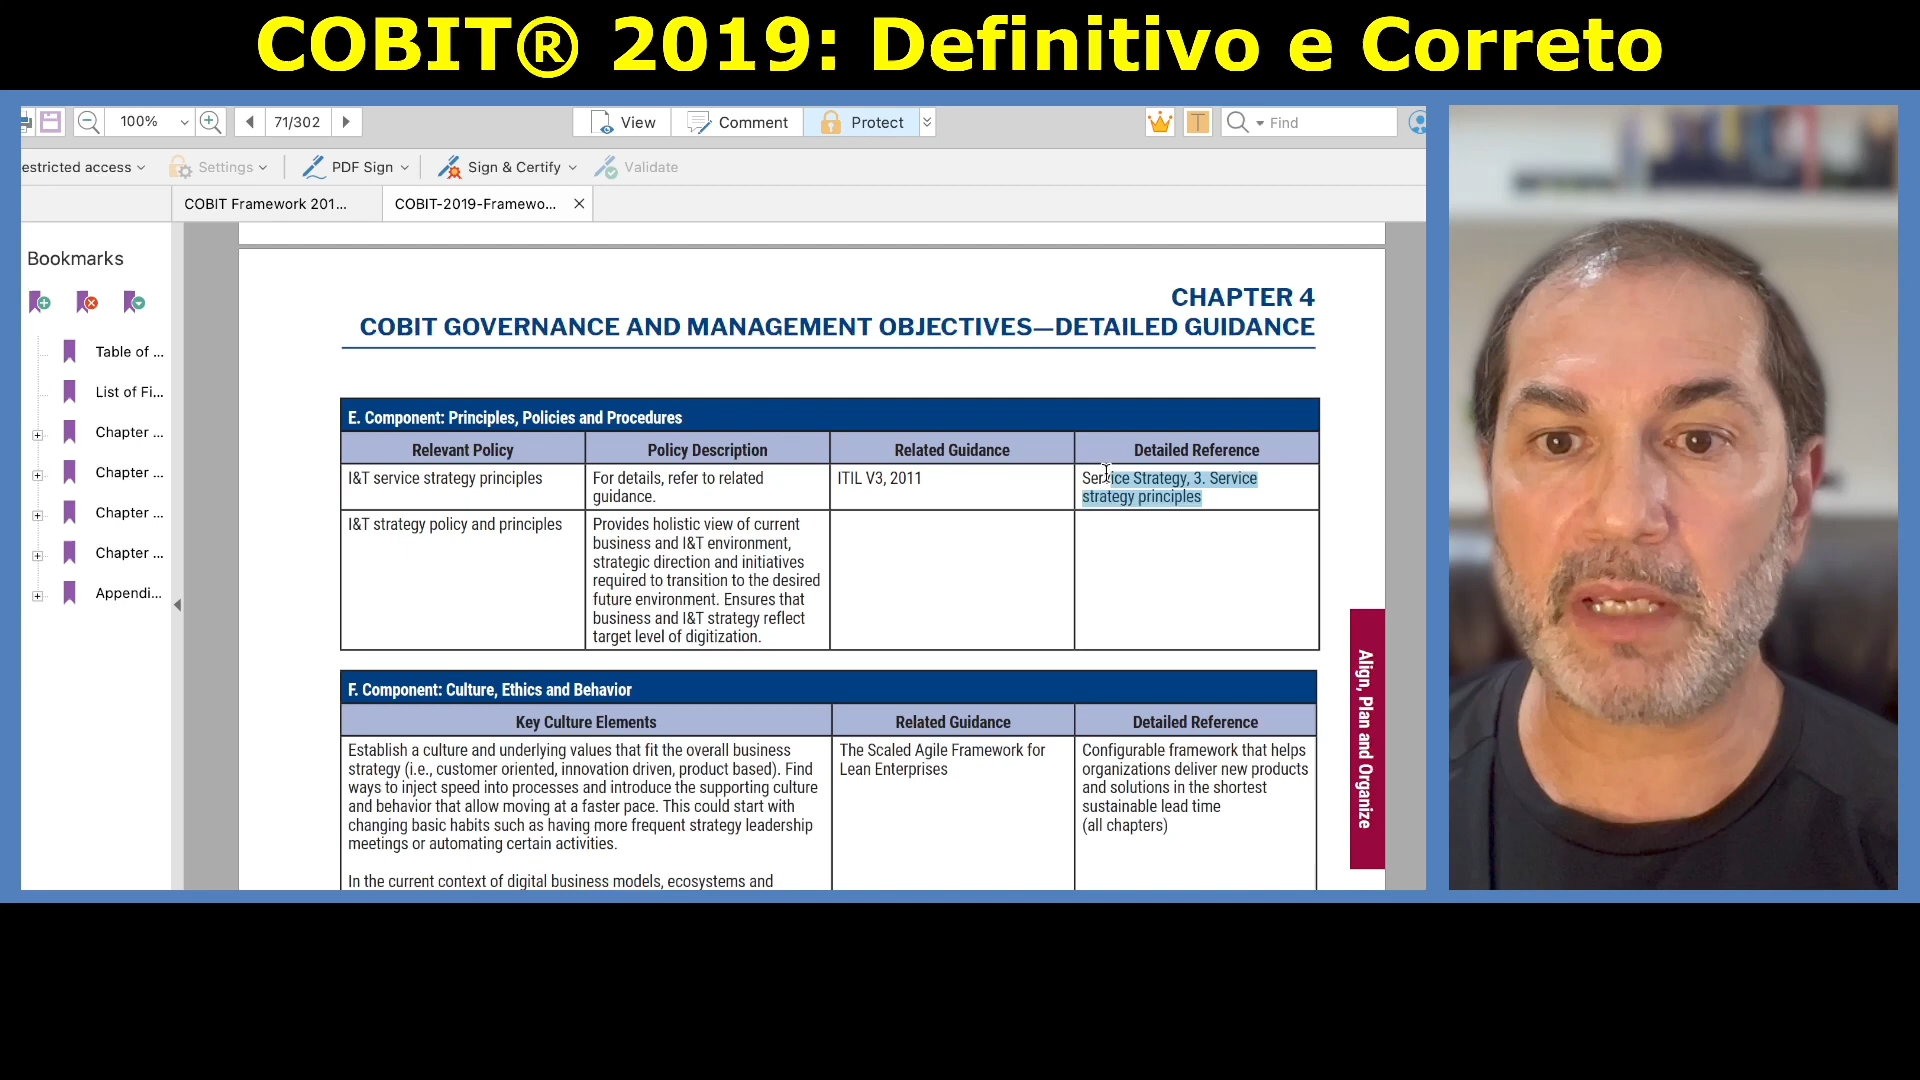 COBIT® 2019: Definitivo e Correto
100%
71/302
View
Comment
Protect
Find
estricted access
Settings
PDF Sign
Sign & Certify
Validate
COBIT Framework 201...
COBIT-2019-Framewo...
Bookmarks
Table of ...
List of Fi...
Chapter ...
Chapter ...
Chapter ...
Chapter ...
Appendi...
CHAPTER 4
COBIT GOVERNANCE AND MANAGEMENT OBJECTIVES—DETAILED GUIDANCE
E. Component: Principles, Policies and Procedures
Relevant Policy
Policy Description
Related Guidance
Detailed Reference
I&T service strategy principles
For details, refer to related
guidance.
ITIL V3, 2011
Service Strategy, 3. Service
strategy principles
I&T strategy policy and principles
Provides holistic view of current
business and I&T environment,
strategic direction and initiatives
required to transition to the desired
future environment. Ensures that
business and I&T strategy reflect
target level of digitization.
F. Component: Culture, Ethics and Behavior
Key Culture Elements
Related Guidance
Detailed Reference
Establish a culture and underlying values that fit the overall business
strategy (i.e., customer oriented, innovation driven, product based). Find
ways to inject speed into processes and introduce the supporting culture
and behavior that allow moving at a faster pace. This could start with
changing basic habits such as having more frequent strategy leadership
meetings or automating certain activities.
In the current context of digital business models, ecosystems and
The Scaled Agile Framework for
Lean Enterprises
Configurable framework that helps
organizations deliver new products
and solutions in the shortest
sustainable lead time
(all chapters)
Align, Plan and Organize